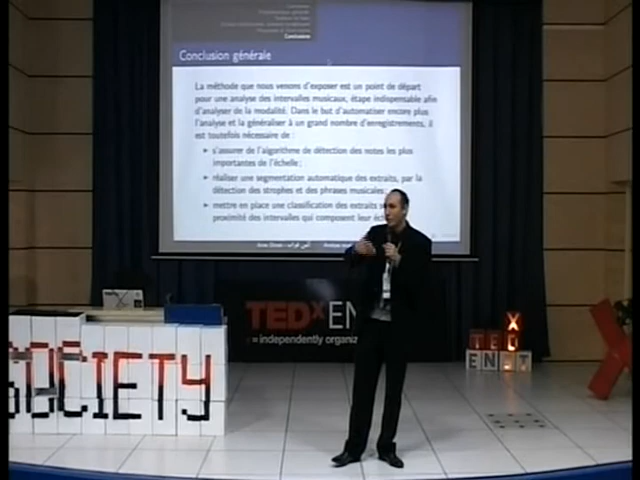 Conclusion
Conclusion générale
La méthode que nous venons d'exposer est un point de départ
pour une analyse des intervalles musicaux, étape indispensable afin
d'analyser de la modalité. Dans le but d'automatiser encore plus
l'analyse et la généraliser à un grand nombre d'enregistrements, il
est toutefois nécessaire de :
s'assurer de l'algorithme de détection des notes les plus
importantes de l'échelle ;
réaliser une segmentation automatique des extraits, par la
détection des strophes et des phrases musicales ;
mettre en place une classification des extraits
proximité des intervalles qui composent leur
TEDx EN
= independently organiz
SOCIETY
X
TED
EN